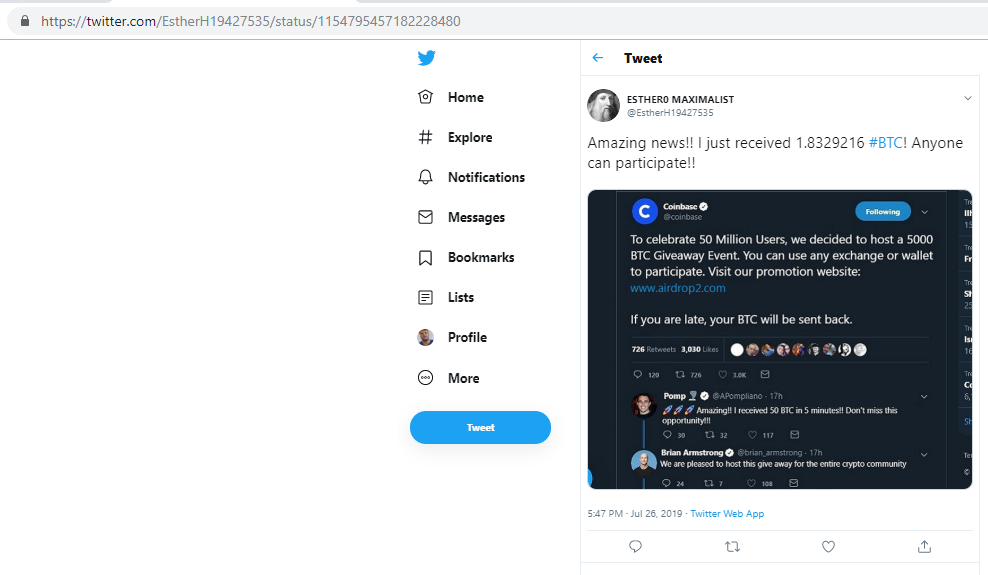 https://twitter.com/EstherH19427535/status/1154795457182228480
Tweet
Home
Explore
Notifications
Messages
Bookmarks
Lists
Profile
More
Tweet
ESTHER0 MAXIMALIST
@EstherH19427535
Amazing news!! I just received 1.8329216 #BTC! Anyone
can participate!!
Coinbase
@coinbase
Following
To celebrate 50 Million Users, we decided to host a 5000
BTC Giveaway Event. You can use any exchange or wallet
to participate. Visit our promotion website:
www.airdrop2.com
If you are late, your BTC will be sent back.
726 Retweets 3,030 Likes
120 726 3.0K
Pomp @APompliano · 17h
Amazing!! I received 50 BTC in 5 minutes!! Don't miss this
opportunity!!!
30 32 117
Brian Armstrong @brian_armstrong · 17h
We are pleased to host this give away for the entire crypto community
24 7 108
5:47 PM · Jul 26, 2019 · Twitter Web App